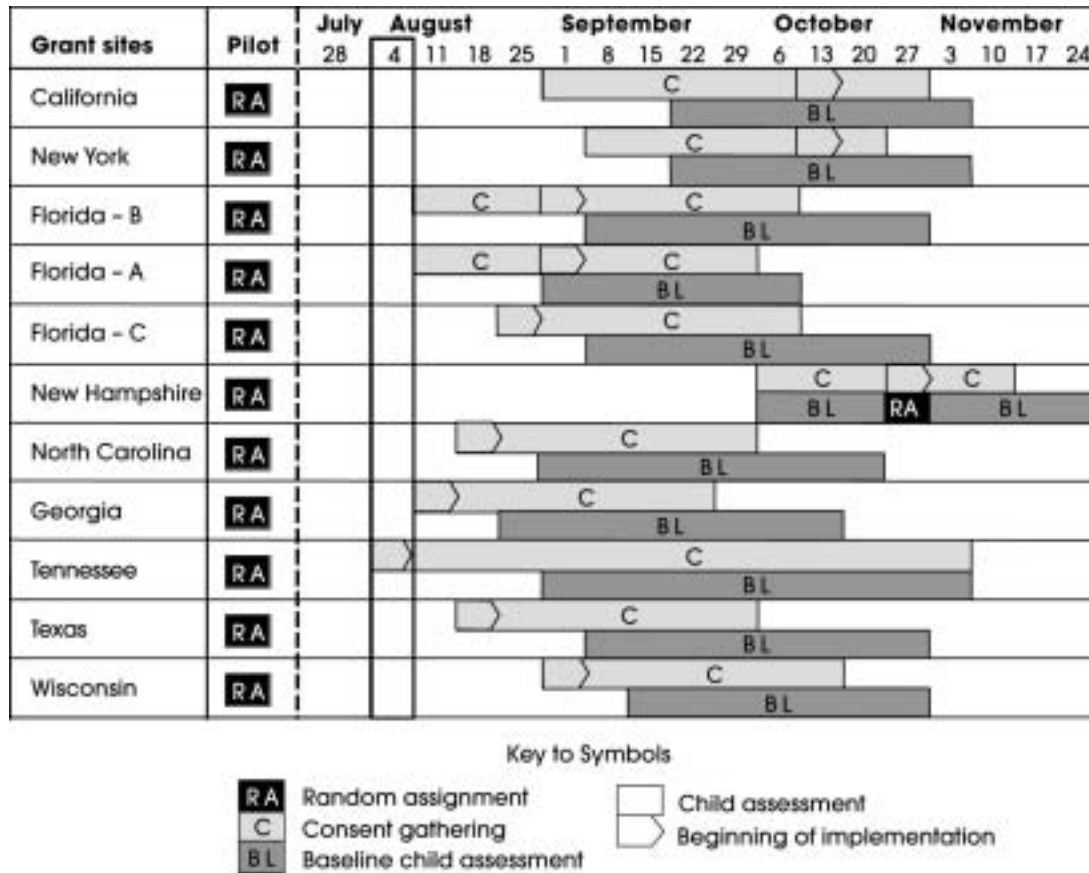 July August September October November
Grant sites Pilot 28 4 11 18 25 1 8 15 22 29 6 13 20 27 3 10 17 24
California RA C
BL
New York RA C
BL
Florida – B RA C C
BL
Florida – A RA C C
BL
Florida – C RA C
BL
New Hampshire RA C C
BL RA BL
North Carolina RA C
BL
Georgia RA C
BL
Tennessee RA C
BL
Texas RA C
BL
Wisconsin RA C
BL
Key to Symbols
RA Random assignment
C Consent gathering
BL Baseline child assessment
Child assessment
Beginning of implementation